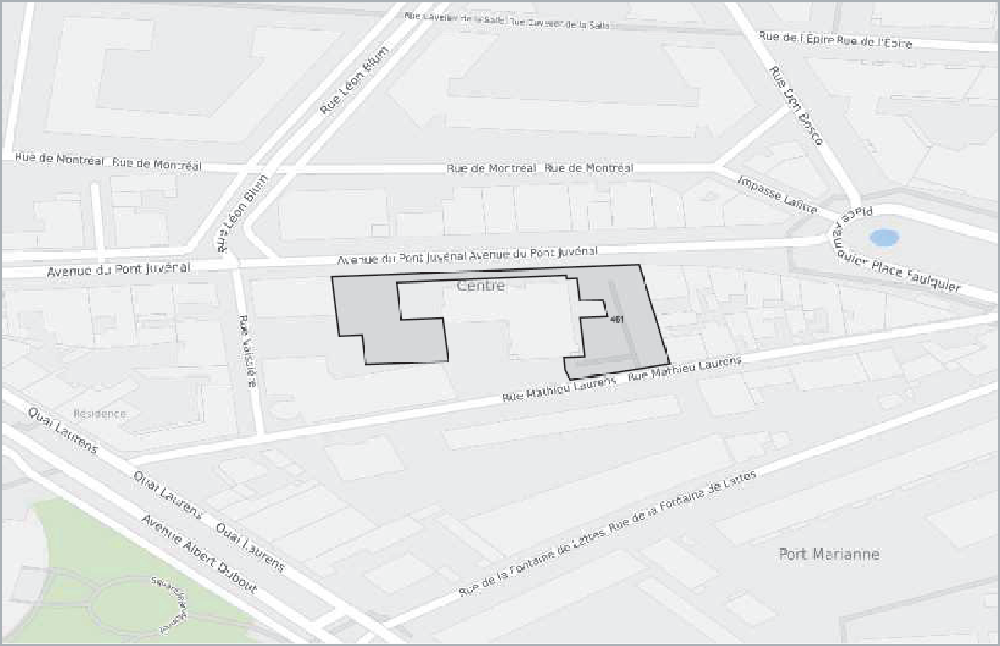 Rue Cavelier de la Salle Rue Cavelier de la Salle
Rue de l'Épire Rue de l'Épire
Rue Léon Blum
Rue Don Bosco
Rue de Montréal Rue de Montréal
Rue de Montréal Rue de Montréal
Impasse Lafitte
Rue Léon Blum
Place Faulquier Place Faulquier
Avenue du Pont Juvénal Avenue du Pont Juvénal
Avenue du Pont Juvénal
Centre
461
Rue Vaissière
Rue Mathieu Laurens Rue Mathieu Laurens
Résidence
Quai Laurens
Quai Laurens Quai Laurens
Avenue Albert Dubout
Rue de la Fontaine de Lattes Rue de la Fontaine de Lattes
Port Marianne
Square Jean Monnet